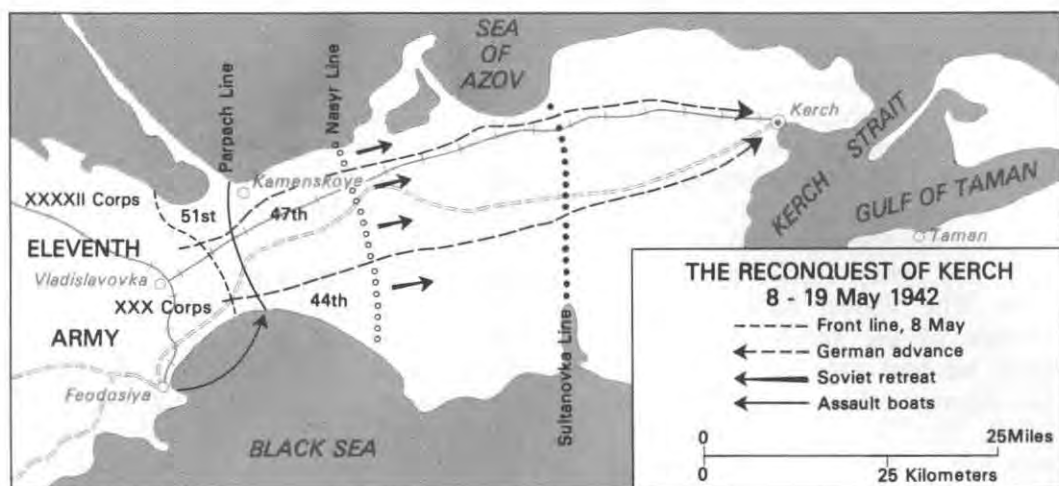 SEA
OF
AZOV
Parpach Line
Nasyr Line
Kerch
KERCH STRAIT
Kamenskoye
XXXXII Corps
51st
47th
GULF OF TAMAN
Taman
ELEVENTH
Vladislavovka
XXX Corps
44th
ARMY
Feodosiya
Sultanovka Line
BLACK SEA
THE RECONQUEST OF KERCH
8 - 19 May 1942
Front line, 8 May
German advance
Soviet retreat
Assault boats
0 25 Miles
0 25 Kilometers